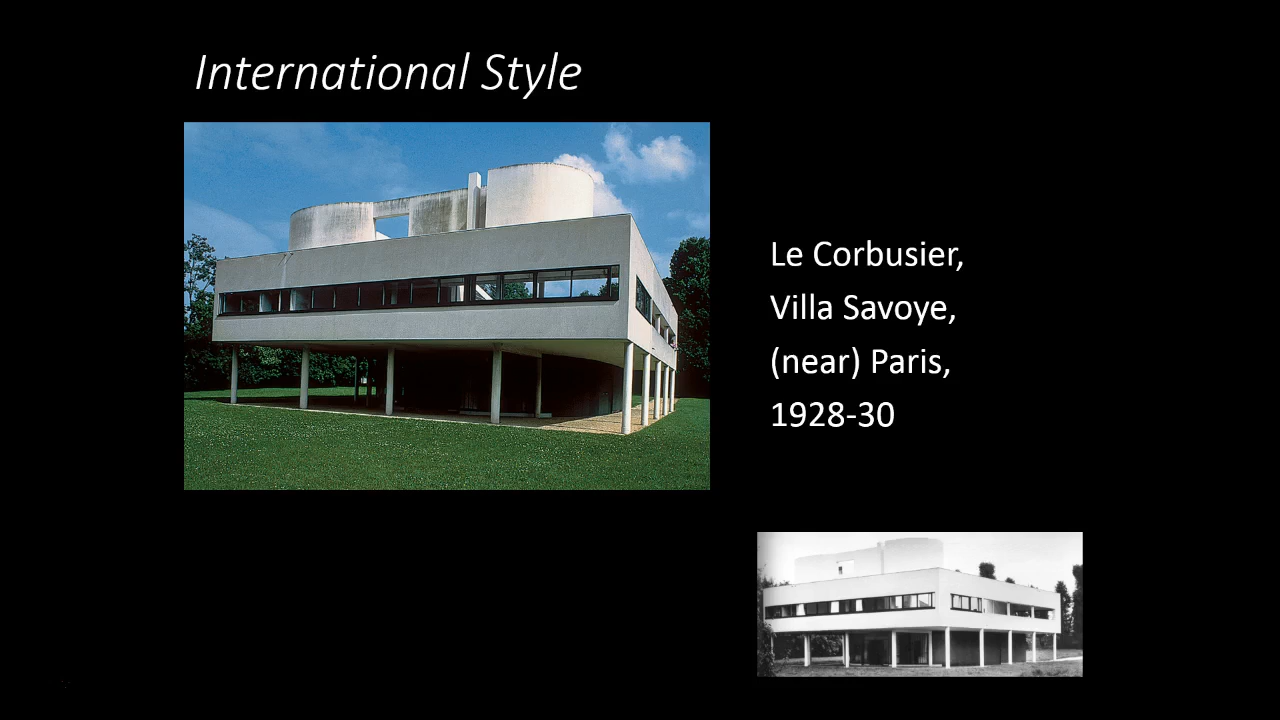 International Style
Le Corbusier,
Villa Savoye,
(near) Paris,
1928-30